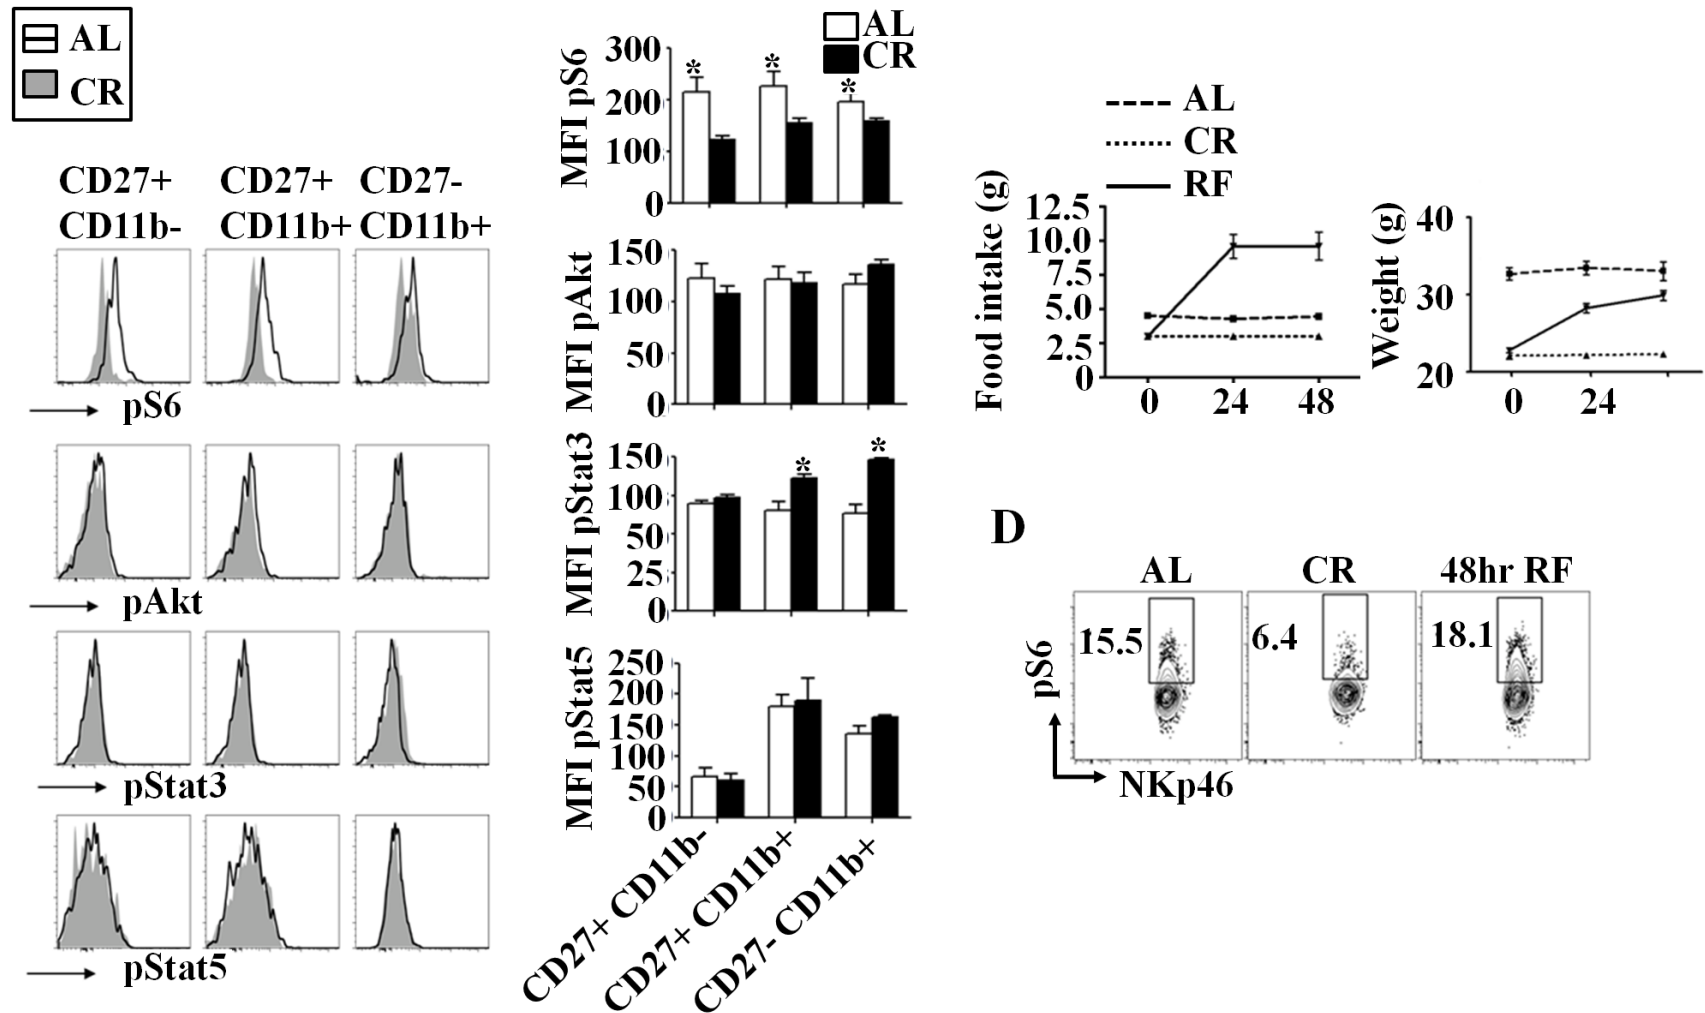 AL
CR
CD27+
CD11b-
CD27+
CD11b+
CD27-
CD11b+
pS6
pAkt
pStat3
pStat5
AL
CR
MFI pS6
300
200
100
0
MFI pAkt
150
100
50
0
MFI pStat3
150
100
50
25
0
MFI pStat5
250
200
150
100
50
0
CD27+ CD11b-
CD27+ CD11b+
CD27- CD11b+
AL
CR
RF
Food intake (g)
12.5
10.0
7.5
5.0
2.5
0
0 24 48
Weight (g)
40
30
20
0 24
D
AL CR 48hr RF
15.5 6.4 18.1
pS6
NKp46